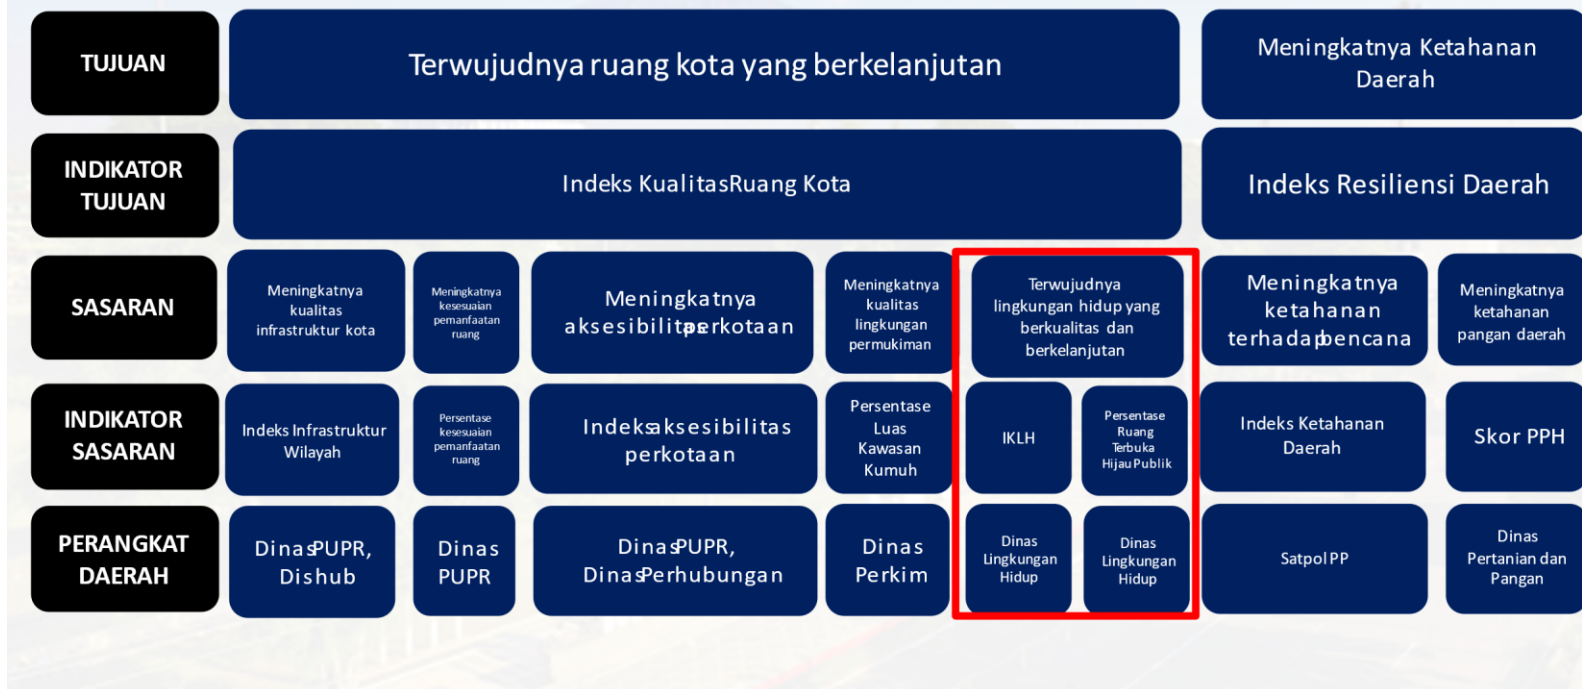 TUJUAN
Terwujudnya ruang kota yang berkelanjutan
Meningkatnya Ketahanan
Daerah
INDIKATOR
TUJUAN
Indeks KualitasRuang Kota
Indeks Resiliensi Daerah
SASARAN
Meningkatnya
kualitas
infrastruktur kota
Meningkatnya
kesesuaian
pemanfaatan
ruang
Meningkatnya
aksesibilitasperkotaan
Meningkatnya
kualitas
lingkungan
permukiman
Terwujudnya
lingkungan hidup yang
berkualitas dan
berkelanjutan
Meningkatnya
ketahanan
terhadapbencana
Meningkatnya
ketahanan
pangan daerah
INDIKATOR
SASARAN
Indeks Infrastruktur
Wilayah
Persentase
kesesuaian
pemanfaatan
ruang
Indeksaksesibilitas
perkotaan
Persentase
Luas
Kawasan
Kumuh
IKLH
Persentase
Ruang
Terbuka
Hijau Publik
Indeks Ketahanan
Daerah
Skor PPH
PERANGKAT
DAERAH
DinasPUPR,
Dishub
Dinas
PUPR
DinasPUPR,
DinasPerhubungan
Dinas
Perkim
Dinas
Lingkungan
Hidup
Dinas
Lingkungan
Hidup
Satpol PP
Dinas
Pertanian dan
Pangan